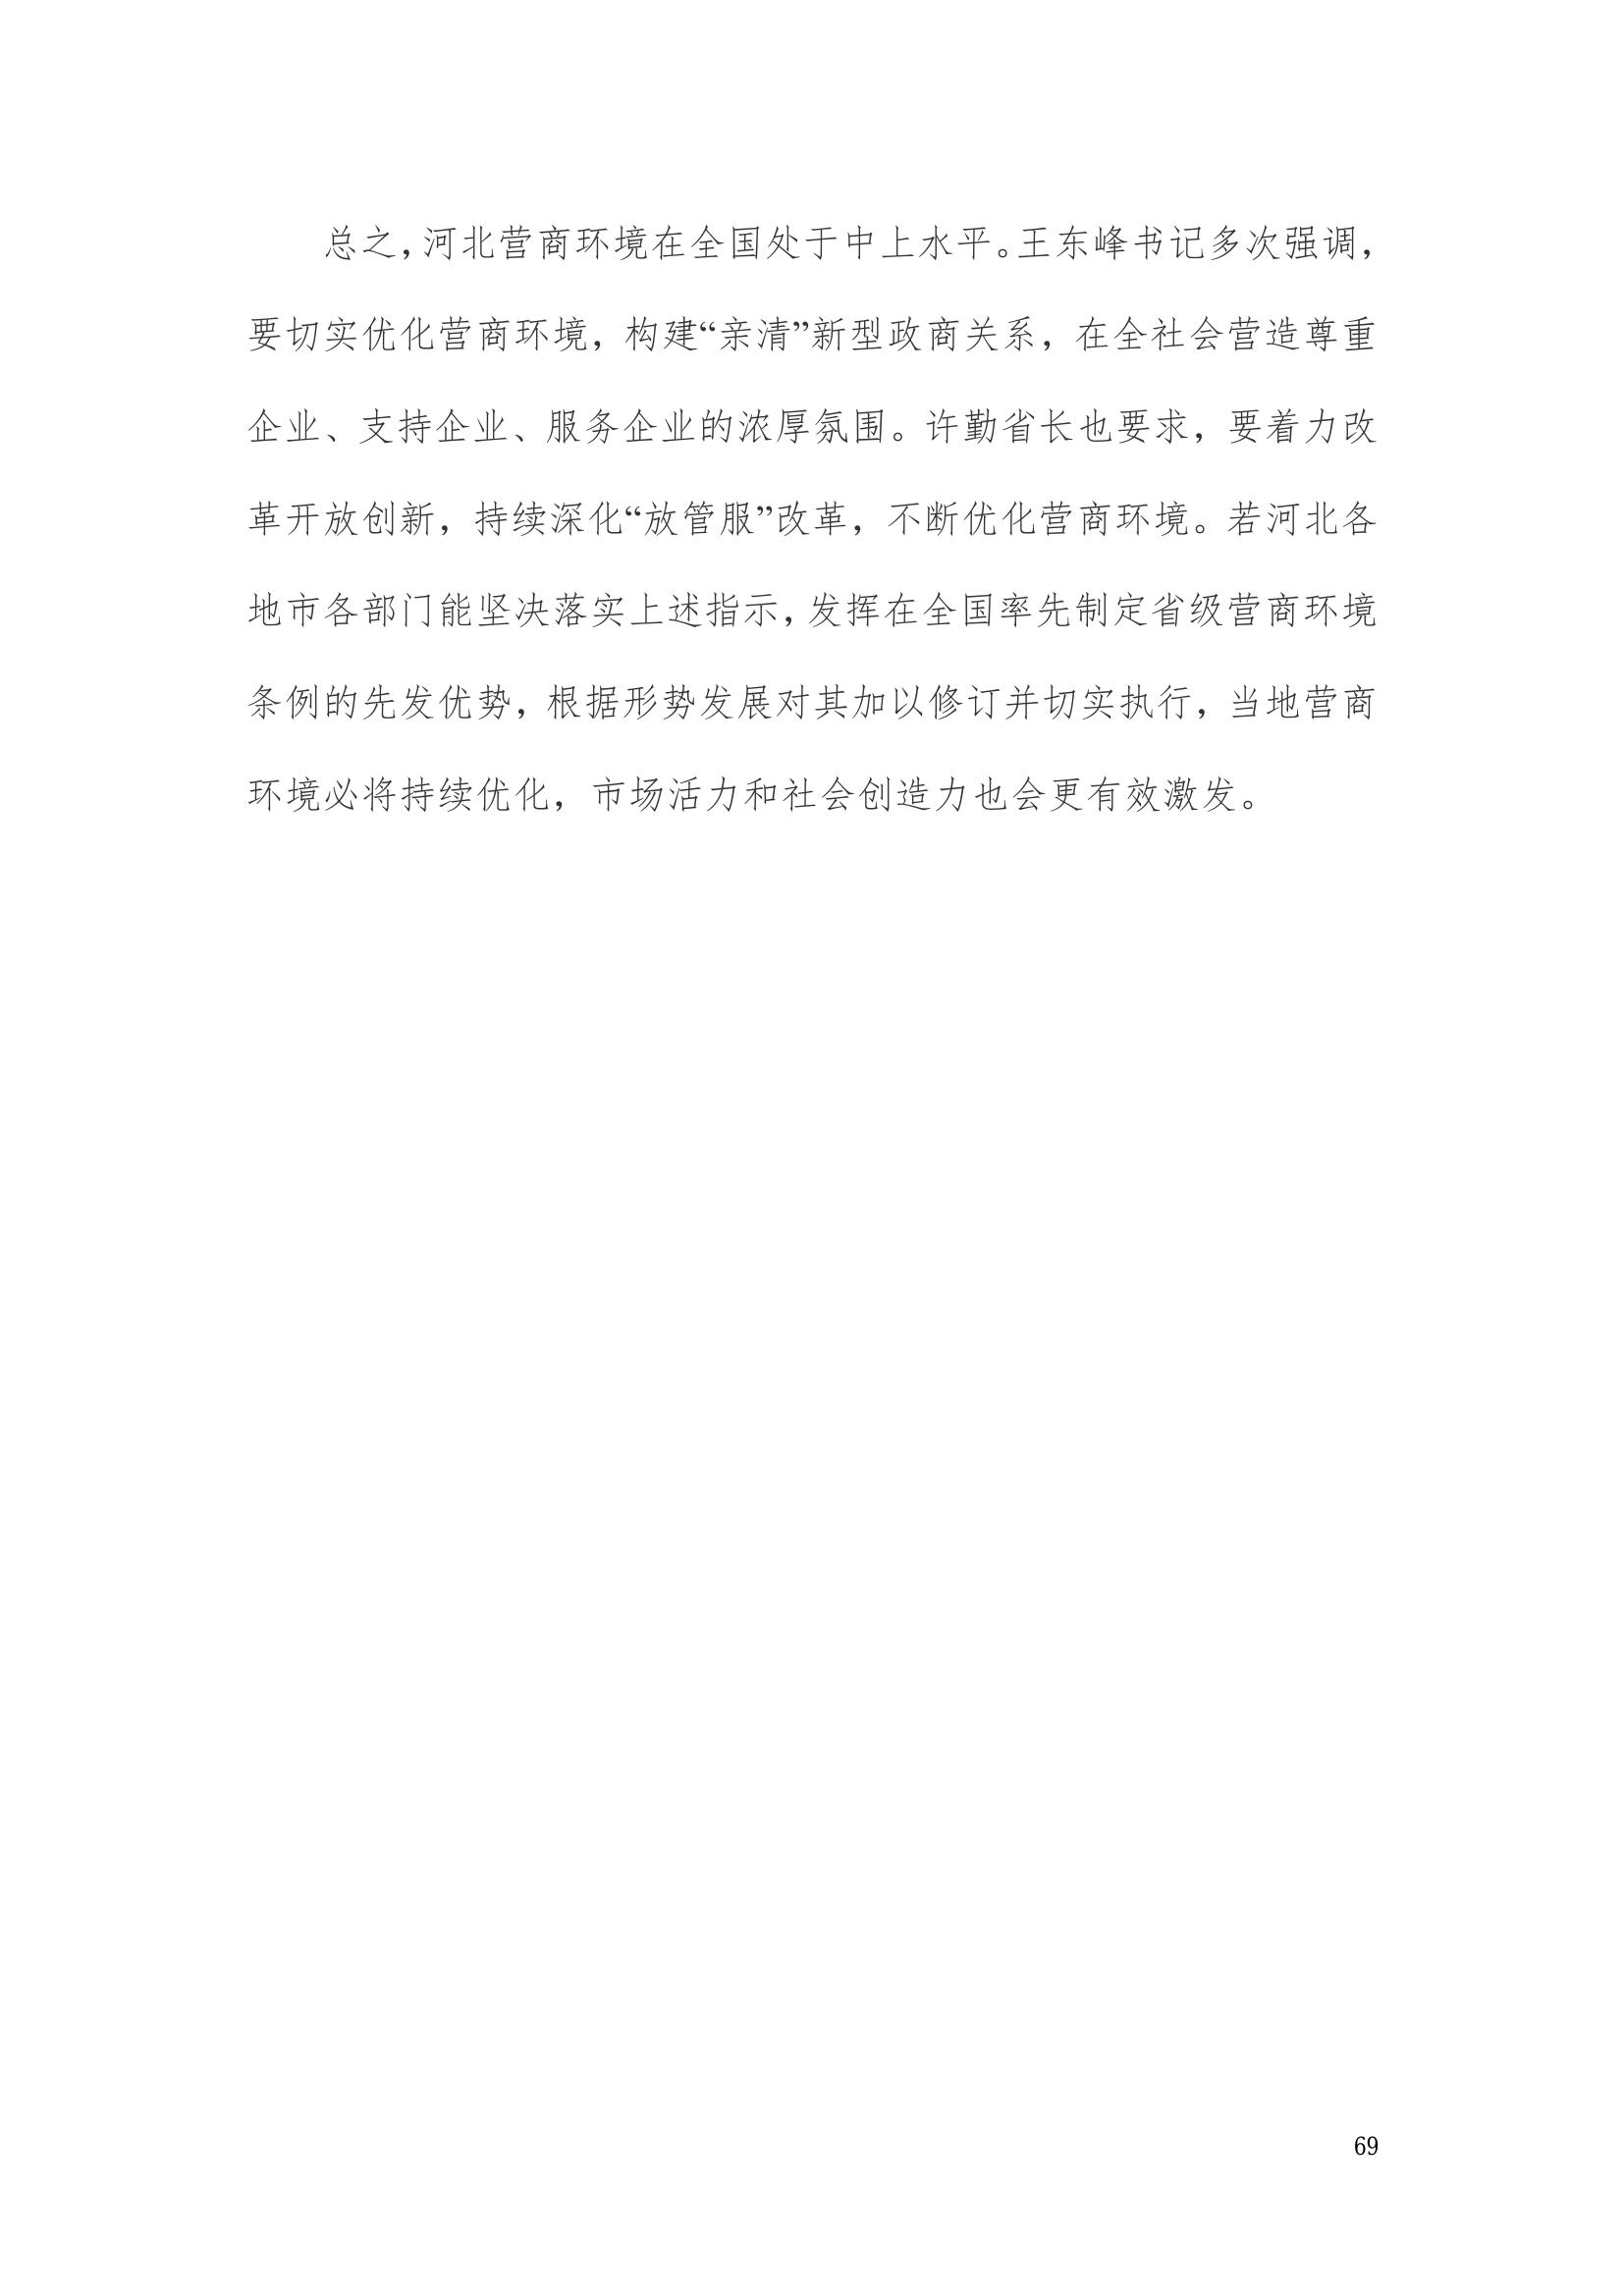 总之，河北营商环境在全国处于中上水平。王东峰书记多次强调，
要切实优化营商环境，构建“亲清”新型政商关系，在全社会营造尊重
企业、支持企业、服务企业的浓厚氛围。许勤省长也要求，要着力改
革开放创新，持续深化“放管服”改革，不断优化营商环境。若河北各
地市各部门能坚决落实上述指示，发挥在全国率先制定省级营商环境
条例的先发优势，根据形势发展对其加以修订并切实执行，当地营商
环境必将持续优化，市场活力和社会创造力也会更有效激发。
69